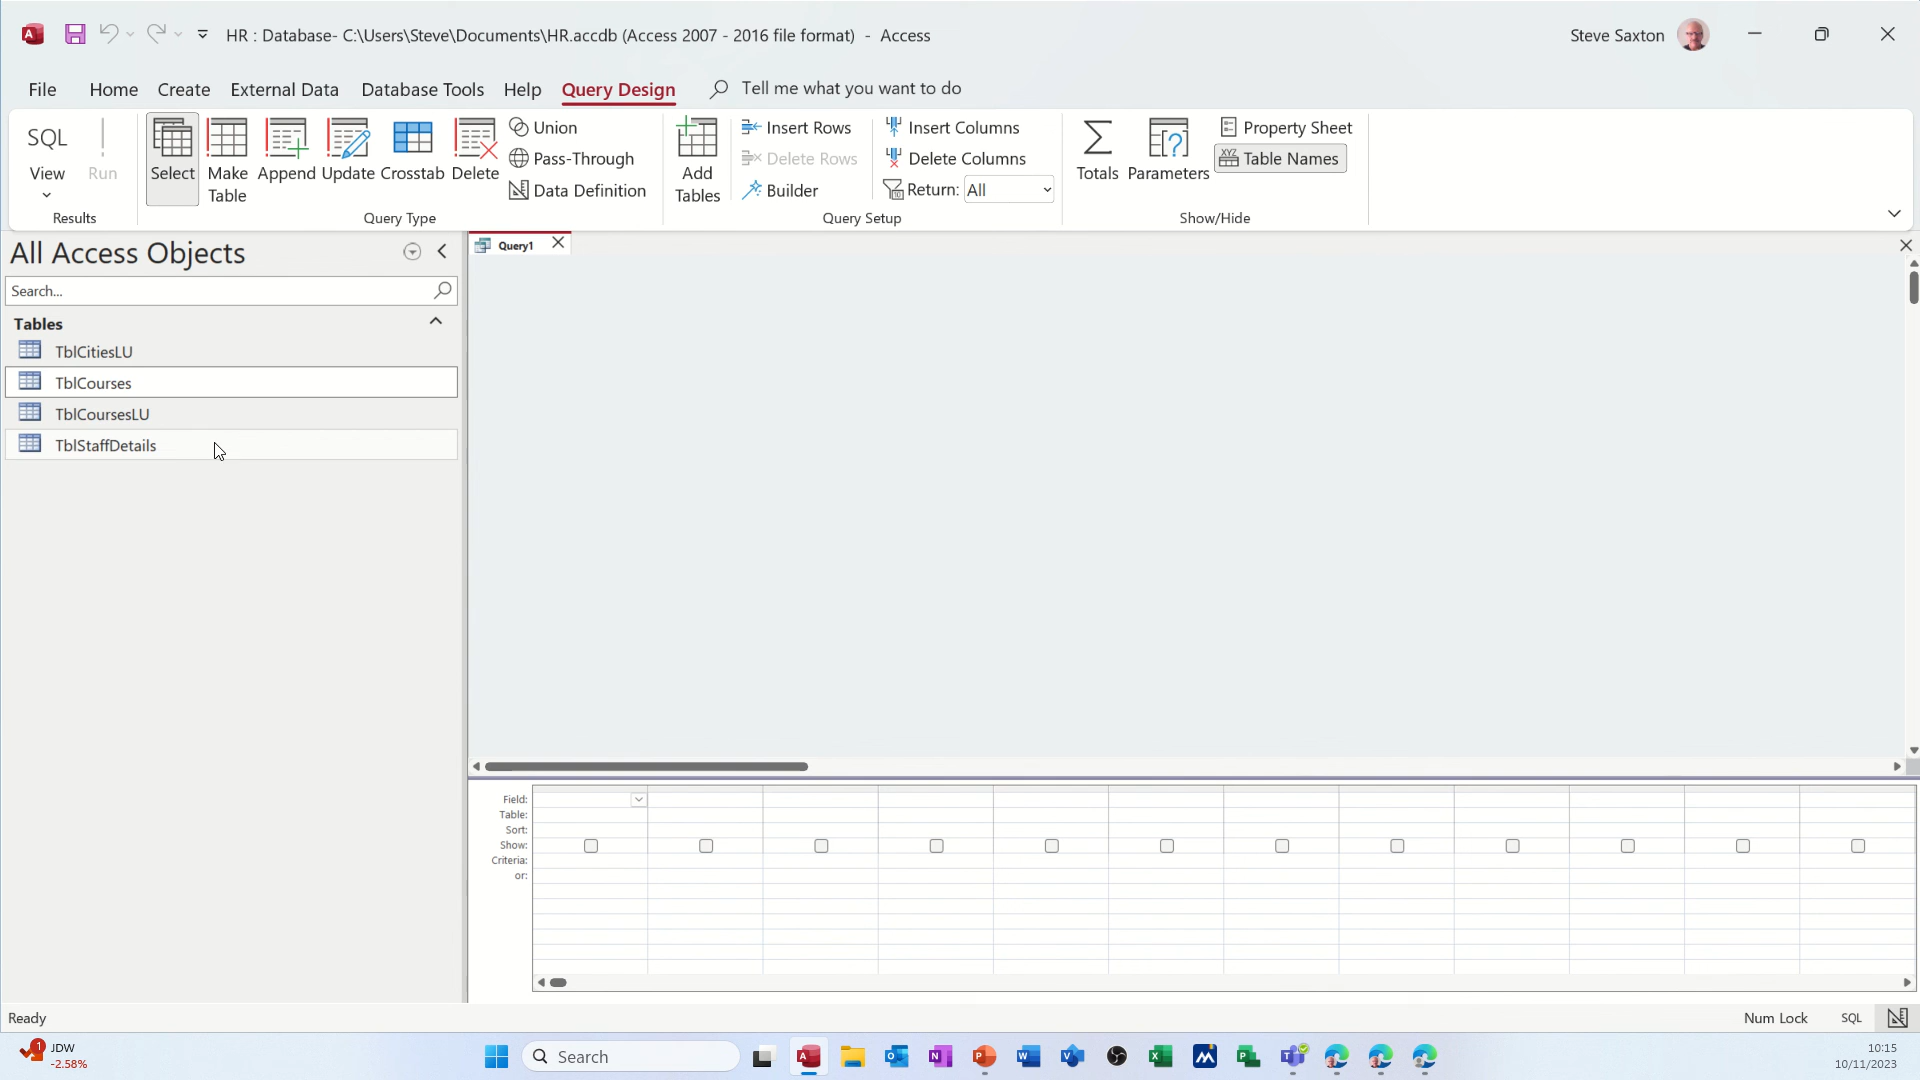 HR : Database- C:\Users\Steve\Documents\HR.accdb (Access 2007 - 2016 file format) - Access
Steve Saxton
File Home Create External Data Database Tools Help Query Design Tell me what you want to do
SQL
View
Run
Results
Select
Make
Table
Append
Update
Crosstab
Delete
Union
Pass-Through
Data Definition
Query Type
Add
Tables
Insert Rows
Delete Rows
Builder
Insert Columns
Delete Columns
Return: All
Query Setup
Totals
Parameters
Property Sheet
XYZ Table Names
Show/Hide
All Access Objects
Search...
Tables
TblCitiesLU
TblCourses
TblCoursesLU
TblStaffDetails
Query1
Field:
Table:
Sort:
Show:
Criteria:
or:
Ready
Num Lock
SQL
1
JDW
-2.58%
Search
10:15
10/11/2023